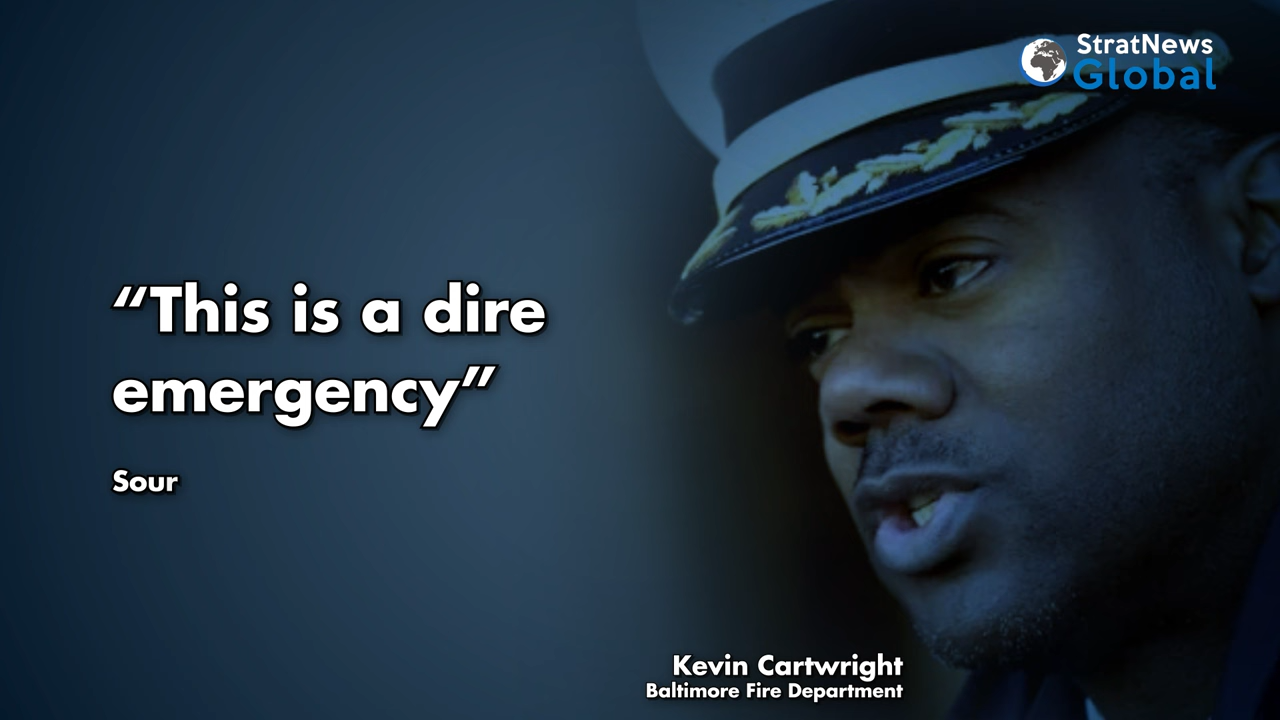 StratNews
Global
“This is a dire
emergency”
Sour
Kevin Cartwright
Baltimore Fire Department